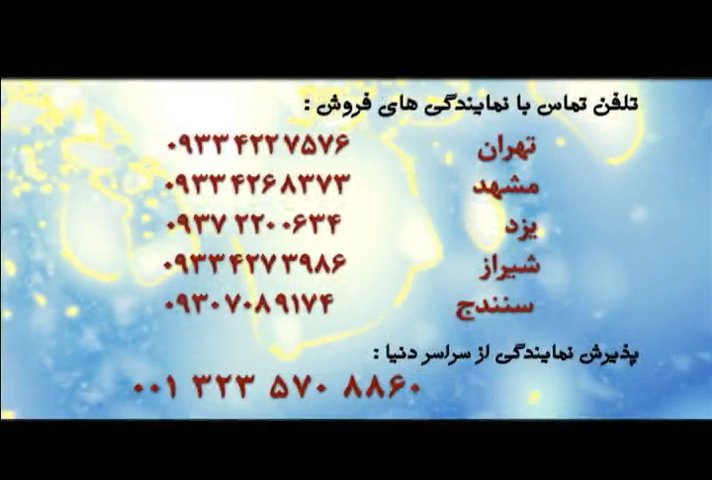 تلفن تماس با نمایندگی های فروش :
تهران ۰۹۳۳۴۲۲۷۵۷۶
مشهد ۰۹۳۳۴۲۶۸۳۷۳
یزد ۰۹۳۷۲۲۰۰۶۳۴
شیراز ۰۹۳۳۴۲۷۳۹۸۶
سنندج ۰۹۳۰۷۰۸۹۱۷۴
پذیرش نمایندگی از سراسر دنیا :
۰۰۱ ۳۲۳ ۵۷۰ ۸۸۶۰